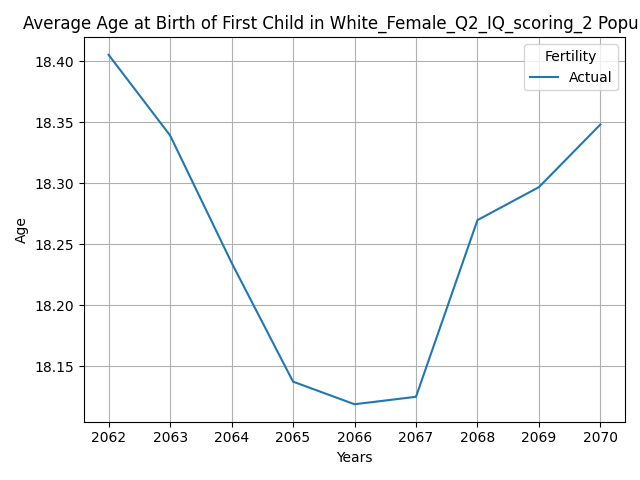 Average Age at Birth of First Child in White_Female_Q2_IQ_scoring_2 Popu
Fertility
Actual
18.40
18.35
18.30
18.25
18.20
18.15
Age
2062 2063 2064 2065 2066 2067 2068 2069 2070
Years